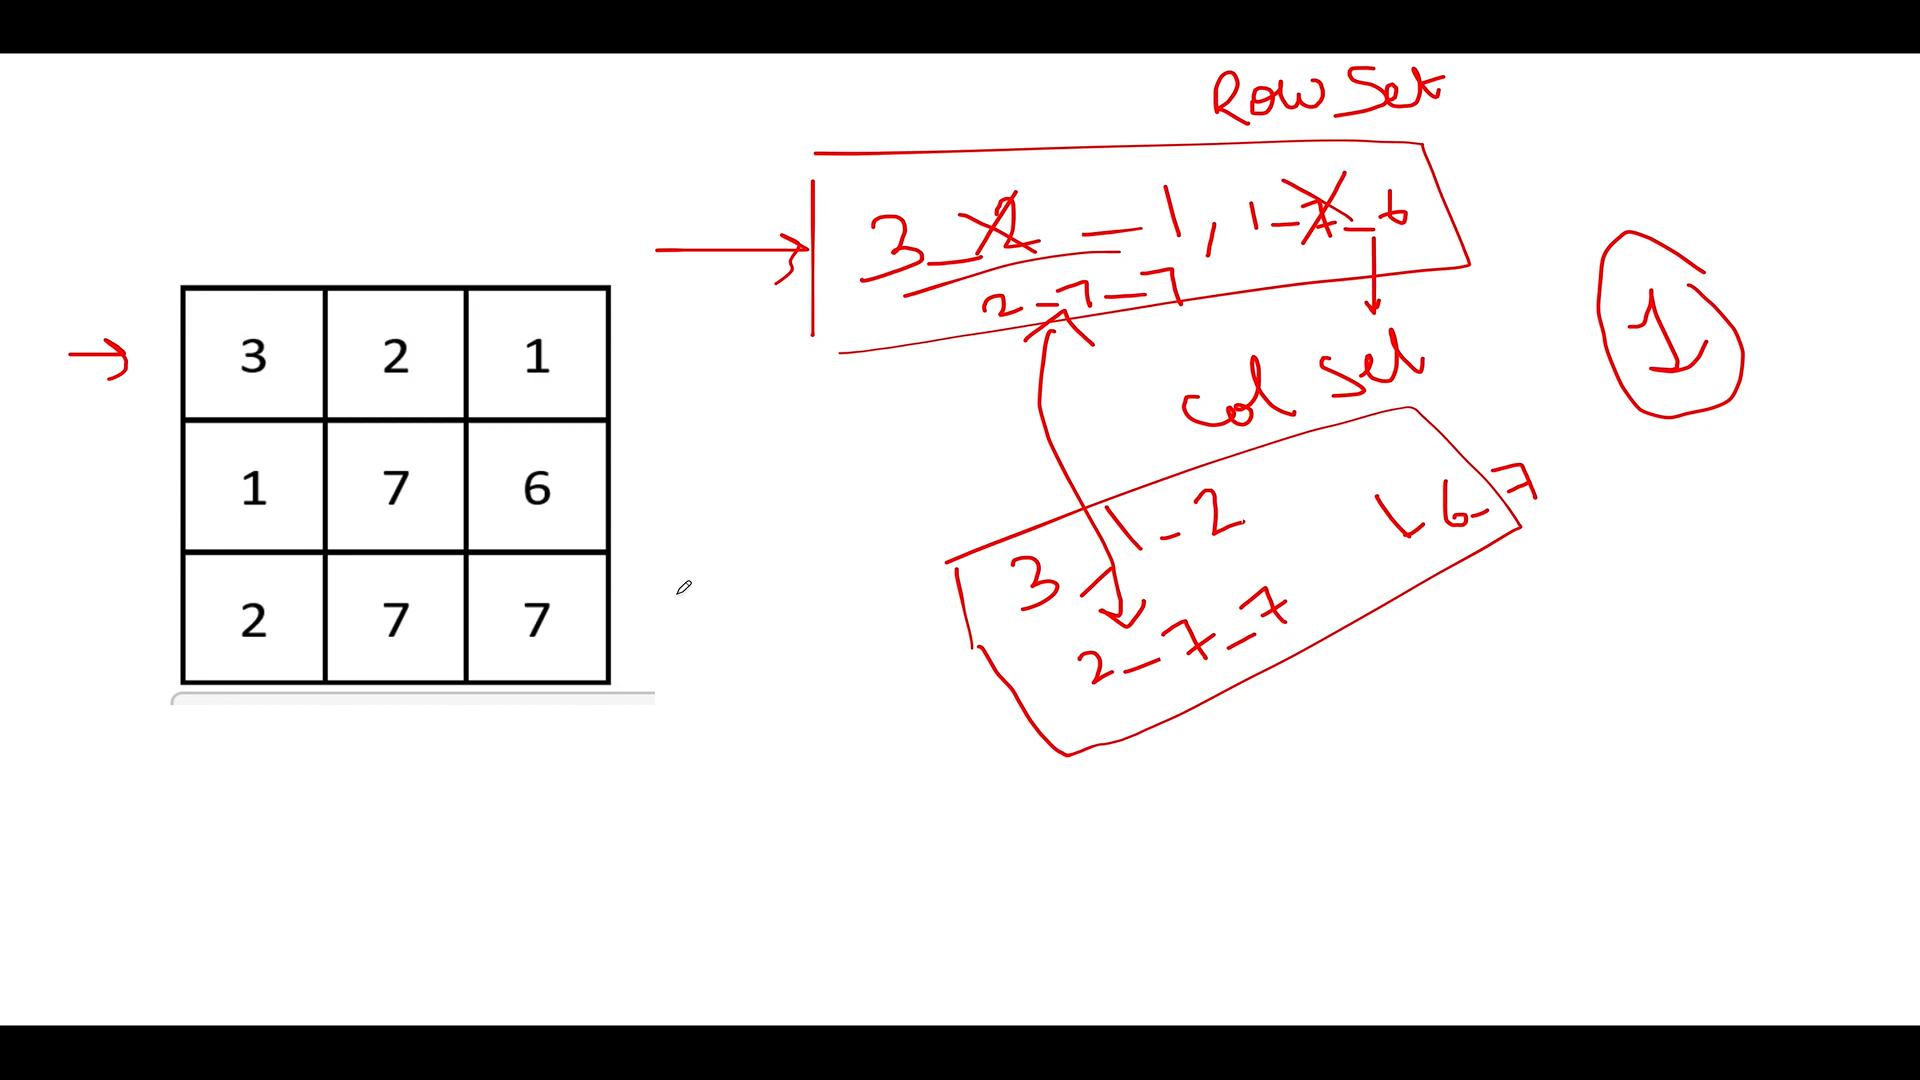 3 2 1
1 7 6
2 7 7
Row Set
3 - 2 - 1, 1 - 7 - 6
2 - 7 - 7
Col Set
3 - 1 - 2
1 - 6 - 7
2 - 7 - 7
1